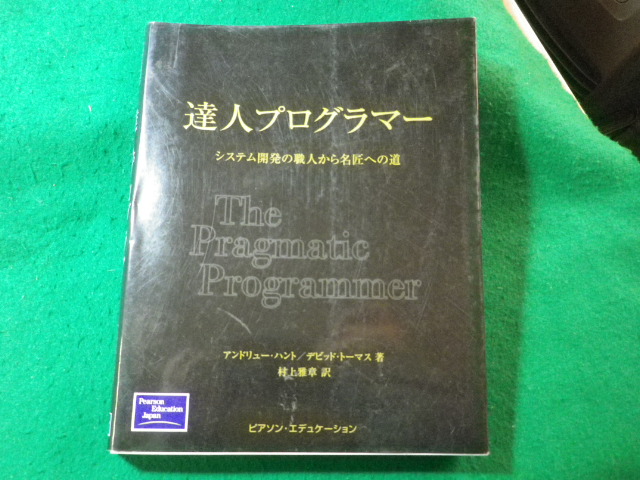 達人プログラマー
システム開発の職人から名匠への道
The
Pragmatic
Programmer
アンドリュー・ハント/デビッド・トーマス 著
村上雅章 訳
Pearson
Education
Japan
ピアソン・エデュケーション